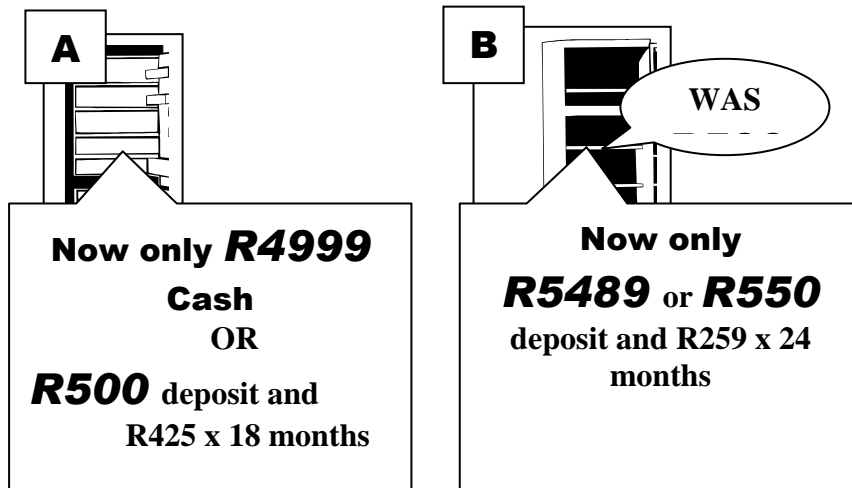 A
Now only R4999
Cash
OR
R500 deposit and
R425 x 18 months
B
WAS
Now only
R5489 or R550
deposit and R259 x 24
months